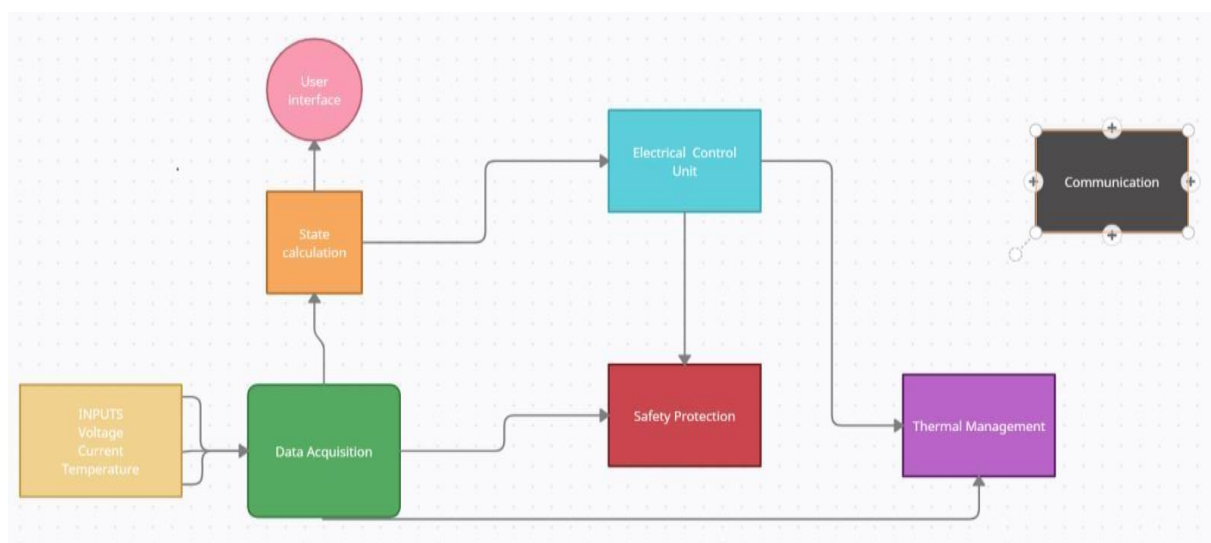 User
interface
Electrical Control
Unit
Communication
State
calculation
INPUTS
Voltage
Current
Temperature
Data Acquisition
Safety Protection
Thermal Management